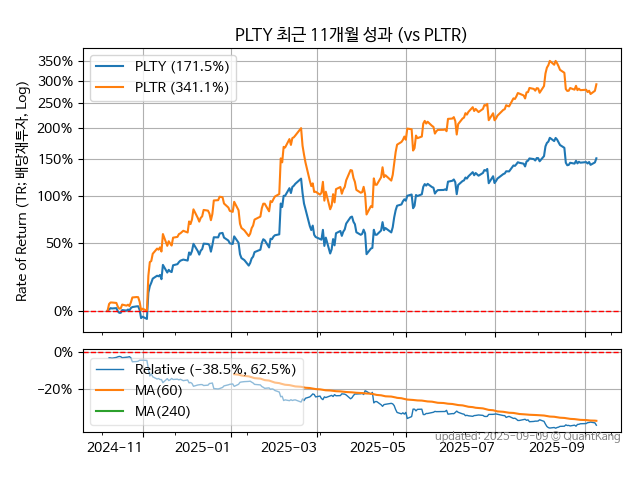 PLTY 최근 11개월 성과 (vs PLTR)
Rate of Return (TR: 배당재투자, Log)
350%
300%
250%
200%
150%
100%
50%
0%
PLTY (171.5%)
PLTR (341.1%)
0%
−20%
Relative (−38.5%, 62.5%)
MA(60)
MA(240)
updated: 2025-09-09 © QuantKang
2024-11
2025-01
2025-03
2025-05
2025-07
2025-09